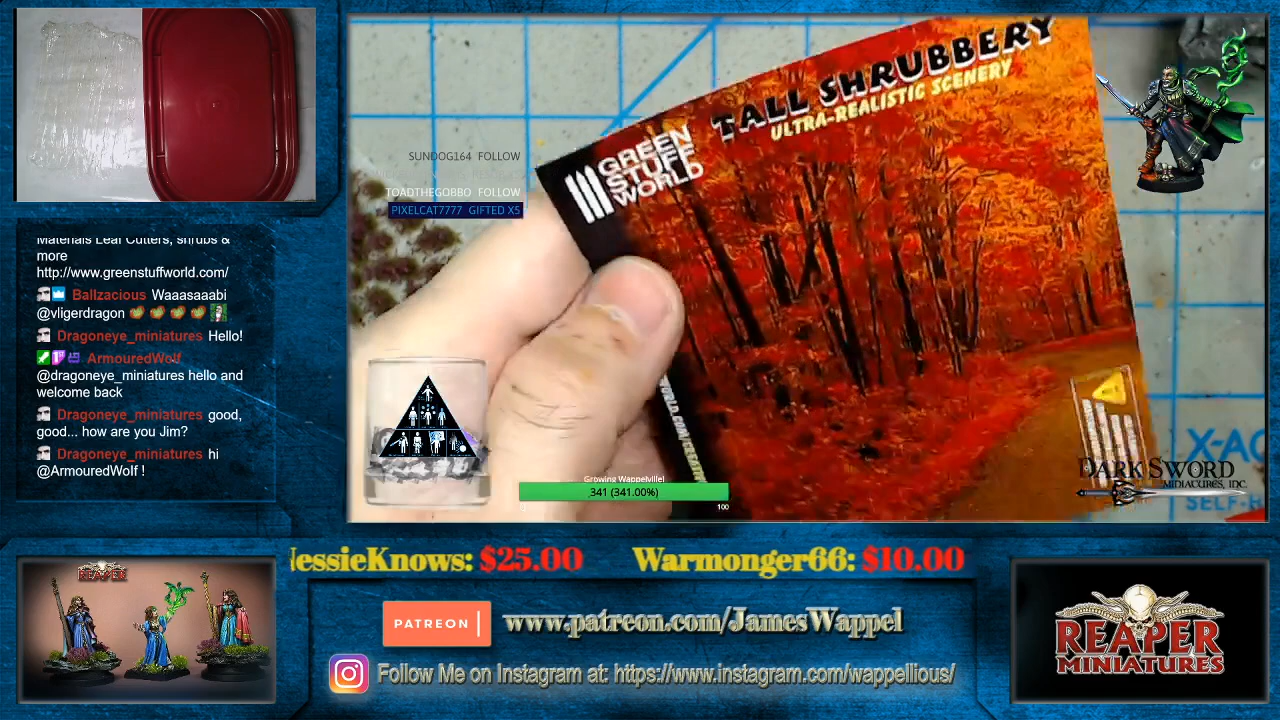 Materials Leaf Cutters, shrubs &
more
http://www.greenstuffworld.com/
Ballzacious Waaasaaabi
@vligerdragon
Dragoneye_miniatures Hello!
ArmouredWolf
@dragoneye_miniatures hello and
welcome back
Dragoneye_miniatures good,
good... how are you Jim?
Dragoneye_miniatures hi
@ArmouredWolf !
SUNDOG164 FOLLOW
TOADTHEGOBBO FOLLOW
PIXELCAT7777 GIFTED X5
GREEN
STUFF
WORLD
TALL SHRUBBERY
ULTRA-REALISTIC SCENERY
Growing Wappelville!
341 (341.00%)
100
DARK SWORD
MINIATURES, INC.
X-AC
SELF-H
REAPER
essieKnows: $25.00 Warmonger66: $10.00
PATREON
www.patreon.com/JamesWappel
Follow Me on Instagram at: https://www.instagram.com/wappellious/
REAPER
MINIATURES